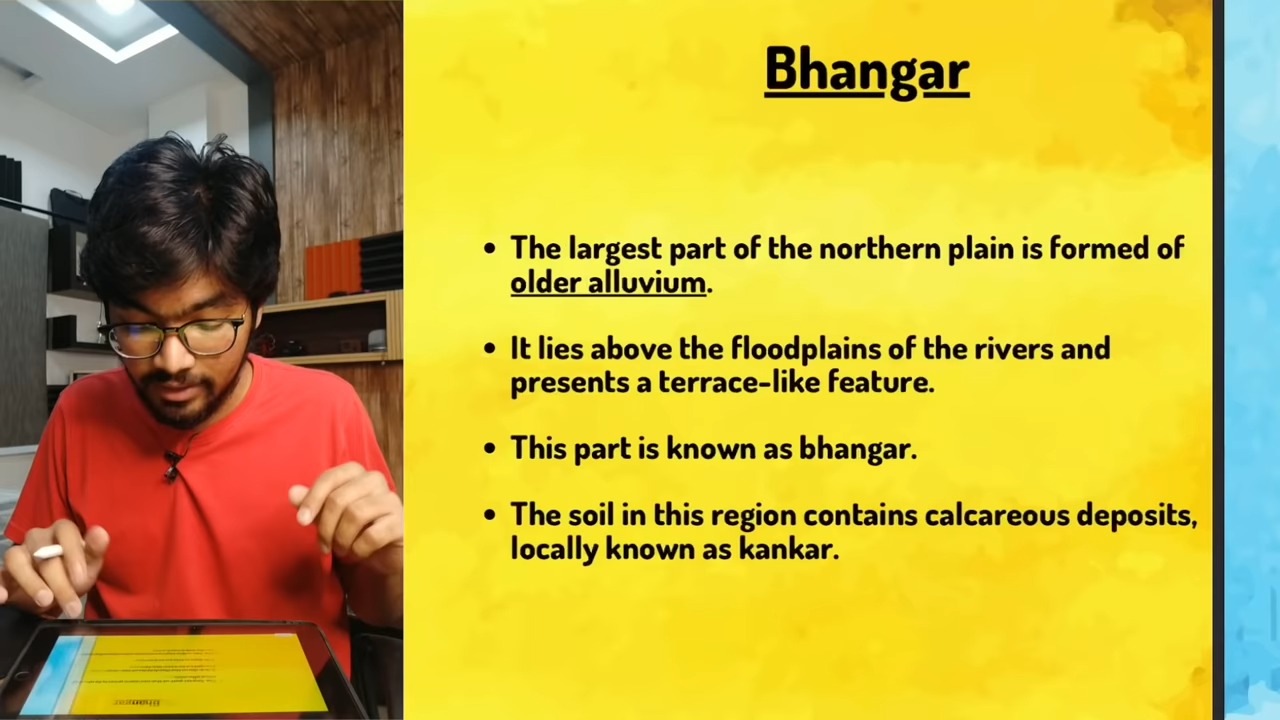 Bhangar
• The largest part of the northern plain is formed of
older alluvium.
• It lies above the floodplains of the rivers and
presents a terrace-like feature.
• This part is known as bhangar.
• The soil in this region contains calcareous deposits,
locally known as kankar.
Bhangar